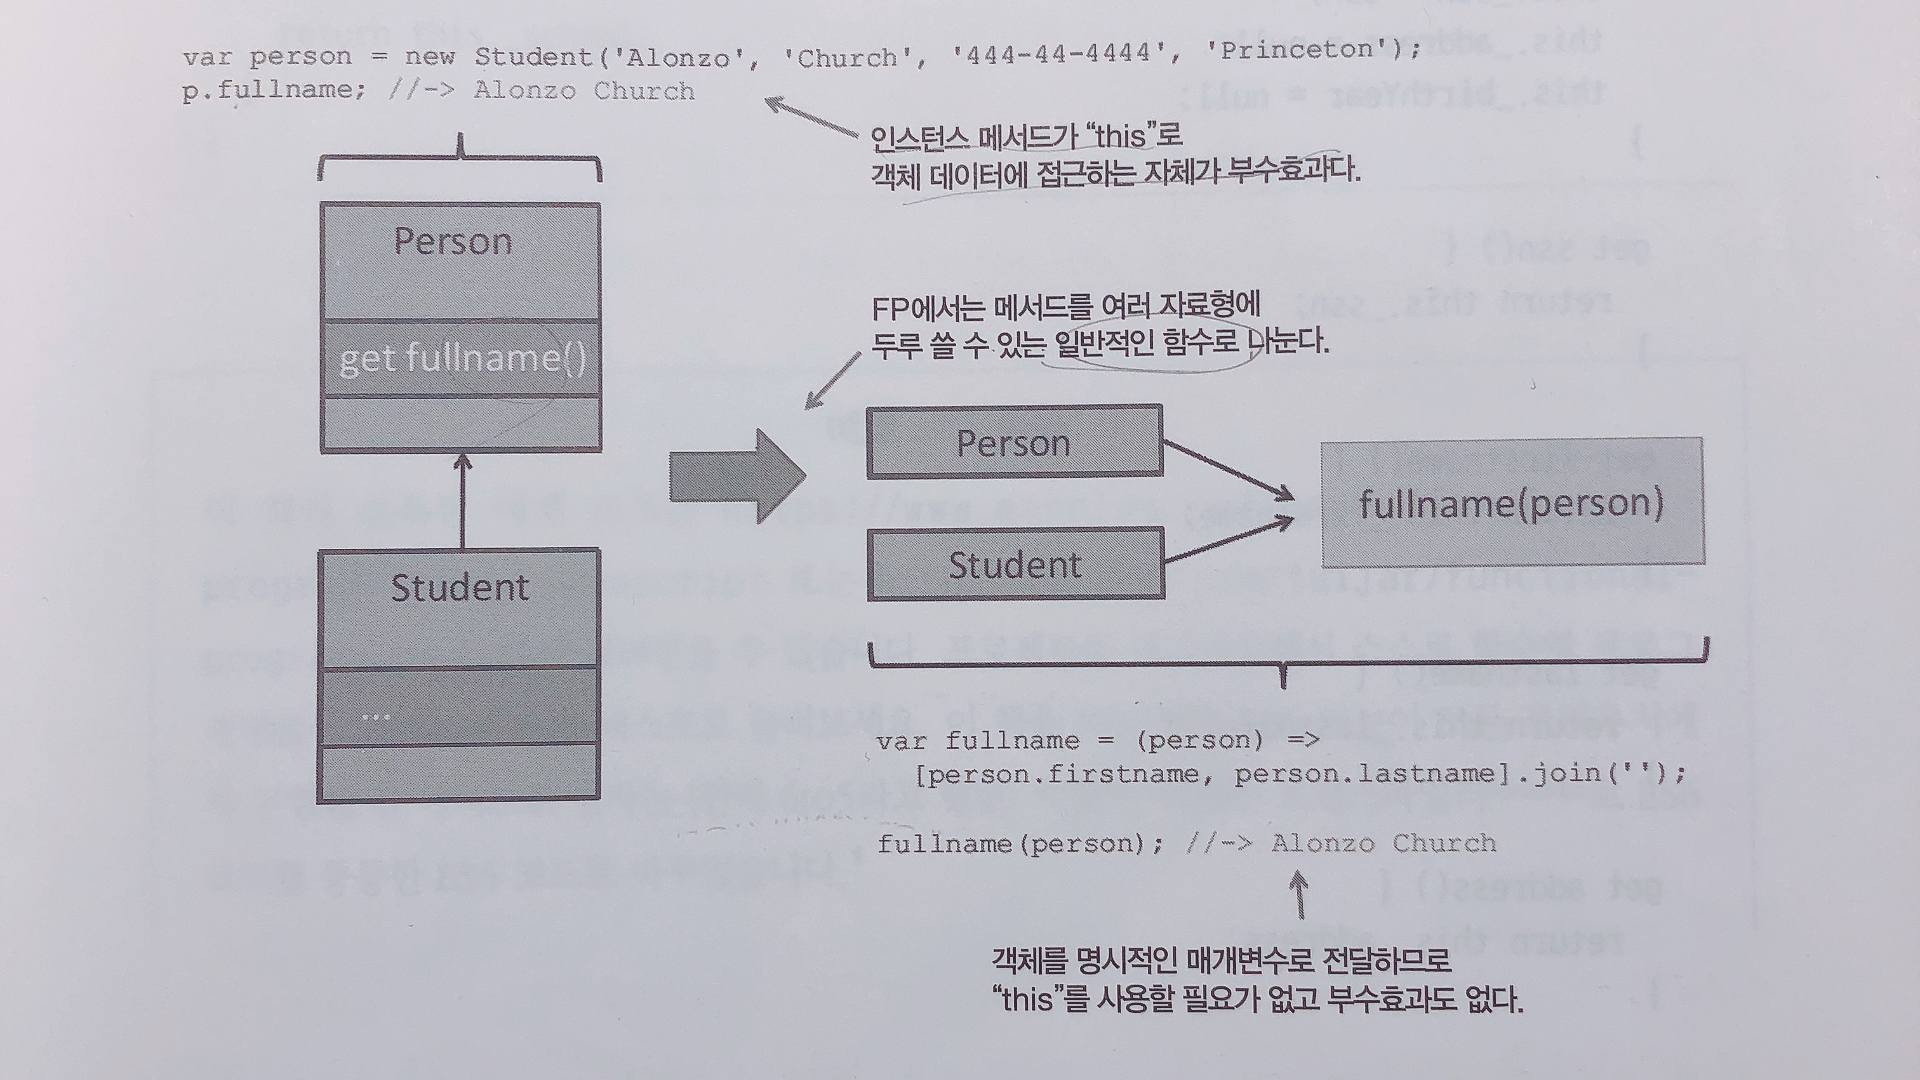 var person = new Student('Alonzo', 'Church', '444-44-4444', 'Princeton');
p.fullname; //-> Alonzo Church
인스턴스 메서드가 “this”로
객체 데이터에 접근하는 자체가 부수효과다.
Person
get fullname()
Student
...
FP에서는 메서드를 여러 자료형에
두루 쓸 수 있는 일반적인 함수로 나눈다.
Person
Student
fullname(person)
var fullname = (person) =>
[person.firstname, person.lastname].join('');
fullname(person); //-> Alonzo Church
객체를 명시적인 매개변수로 전달하므로
“this”를 사용할 필요가 없고 부수효과도 없다.